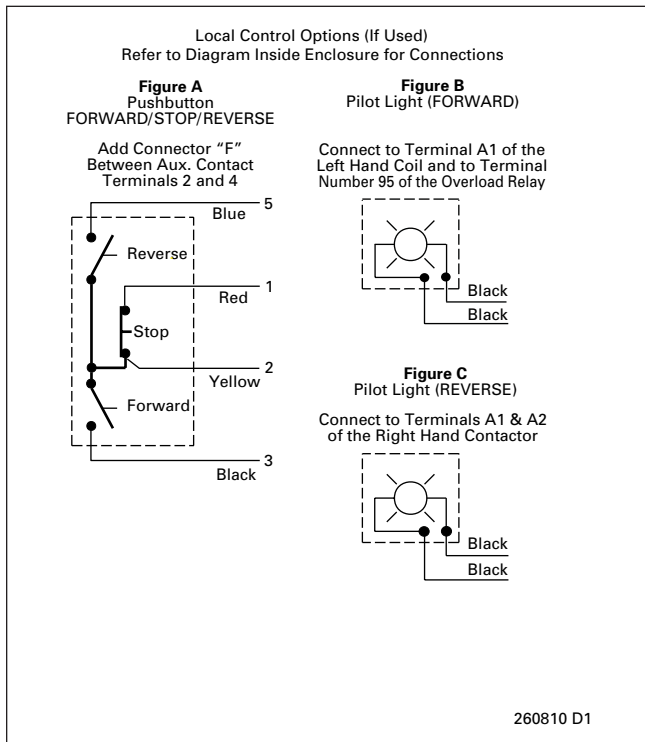 Local Control Options (If Used)
Refer to Diagram Inside Enclosure for Connections
Figure A
Pushbutton
FORWARD/STOP/REVERSE
Add Connector “F”
Between Aux. Contact
Terminals 2 and 4
5
Blue
Reverse
1
Red
Stop
2
Yellow
Forward
3
Black
Figure B
Pilot Light (FORWARD)
Connect to Terminal A1 of the
Left Hand Coil and to Terminal
Number 95 of the Overload Relay
Black
Black
Figure C
Pilot Light (REVERSE)
Connect to Terminals A1 & A2
of the Right Hand Contactor
Black
Black
260810 D1